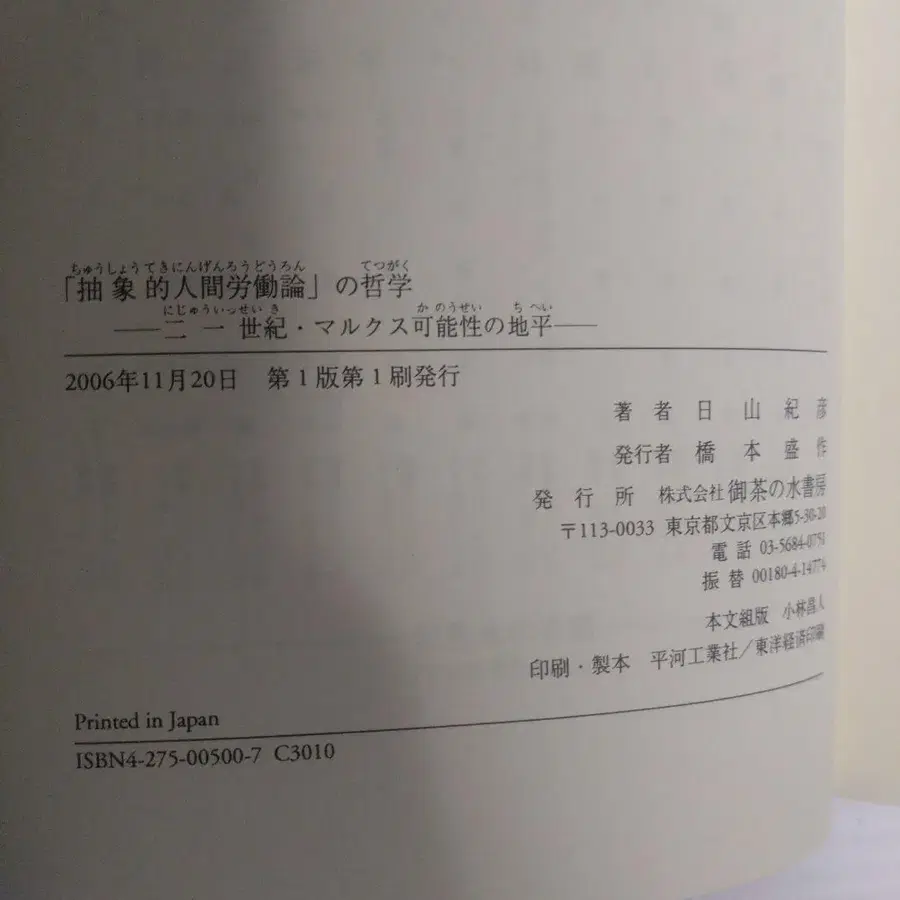 ちゅうしょうてきにんげんろうどうろん てつがく
「抽象的人間労働論」の哲学
にじゅういっせいき かのうせい ちへい
――二一世紀・マルクス可能性の地平――
2006年11月20日 第1版第1刷発行
著者 日山紀彦
発行者 橋本盛作
発行所 株式会社御茶の水書房
〒113-0033 東京都文京区本郷5-30-20
電話 03-5684-0751
振替 00180-4-14774
本文組版 小林昌人
印刷・製本 平河工業社/東洋経済印刷
Printed in Japan
ISBN4-275-00500-7 C3010